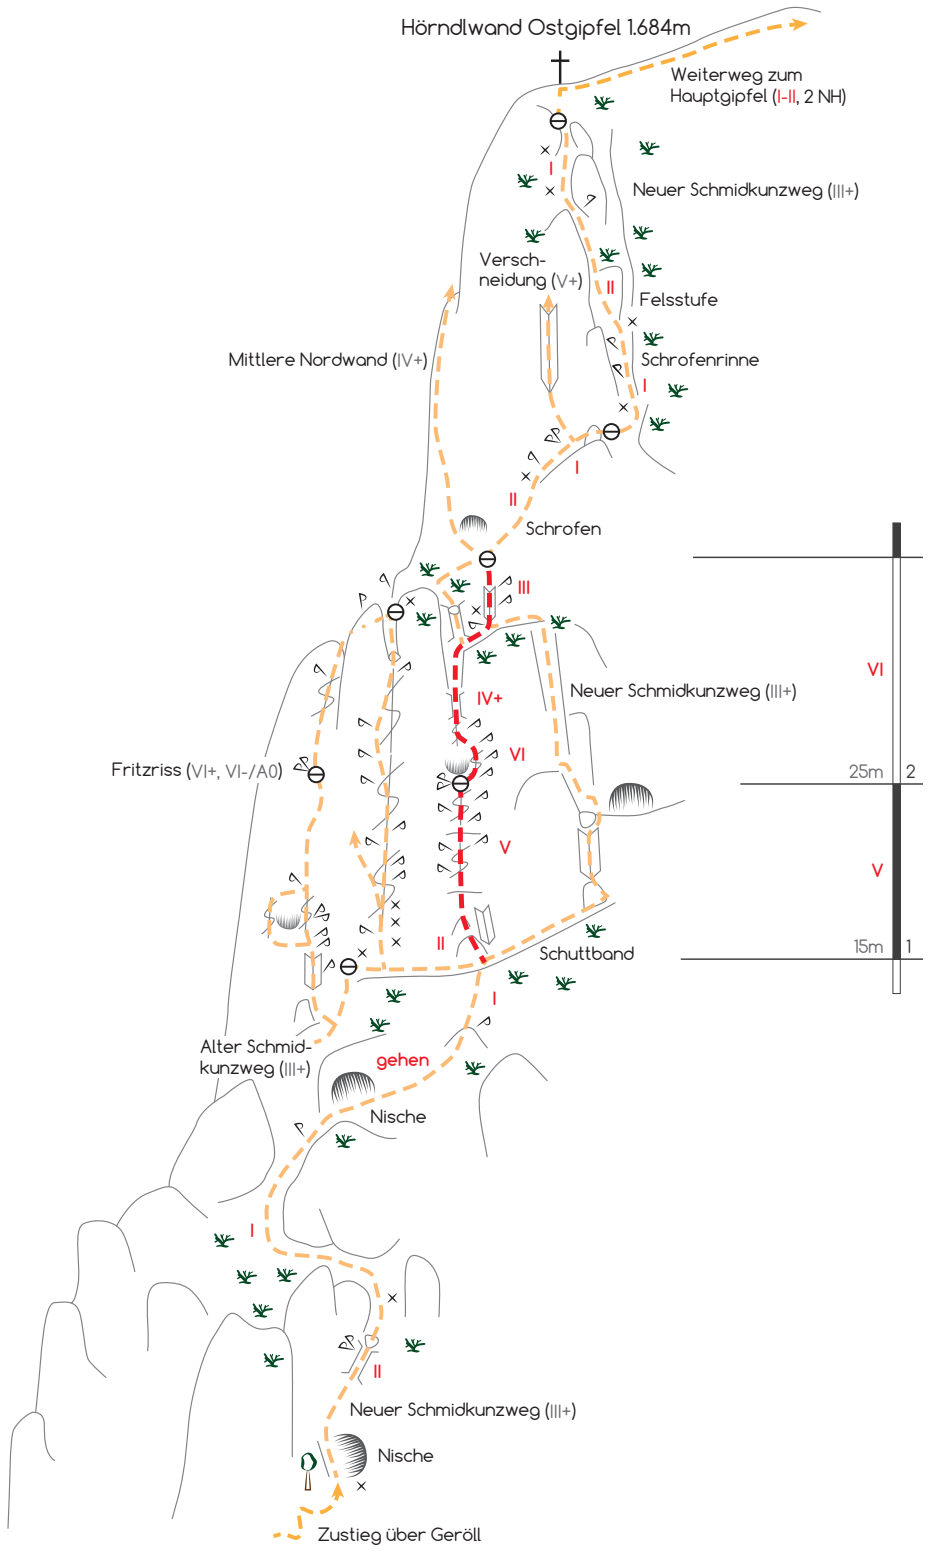 Hörndlwand Ostgipfel 1.684m
Weiterweg zum
Hauptgipfel (I-II, 2 NH)
I
Neuer Schmidkunzweg (III+)
Versch-
neidung (V+)
II
Felsstufe
Mittlere Nordwand (IV+)
Schrofenrinne
I
I
II
Schrofen
III
VI
IV+
Neuer Schmidkunzweg (III+)
VI
Fritzriss (VI+, VI-/A0)
25m 2
V
V
II
Schuttband
15m 1
I
Alter Schmid-
kunzweg (III+)
gehen
Nische
I
II
Neuer Schmidkunzweg (III+)
Nische
Zustieg über Geröll